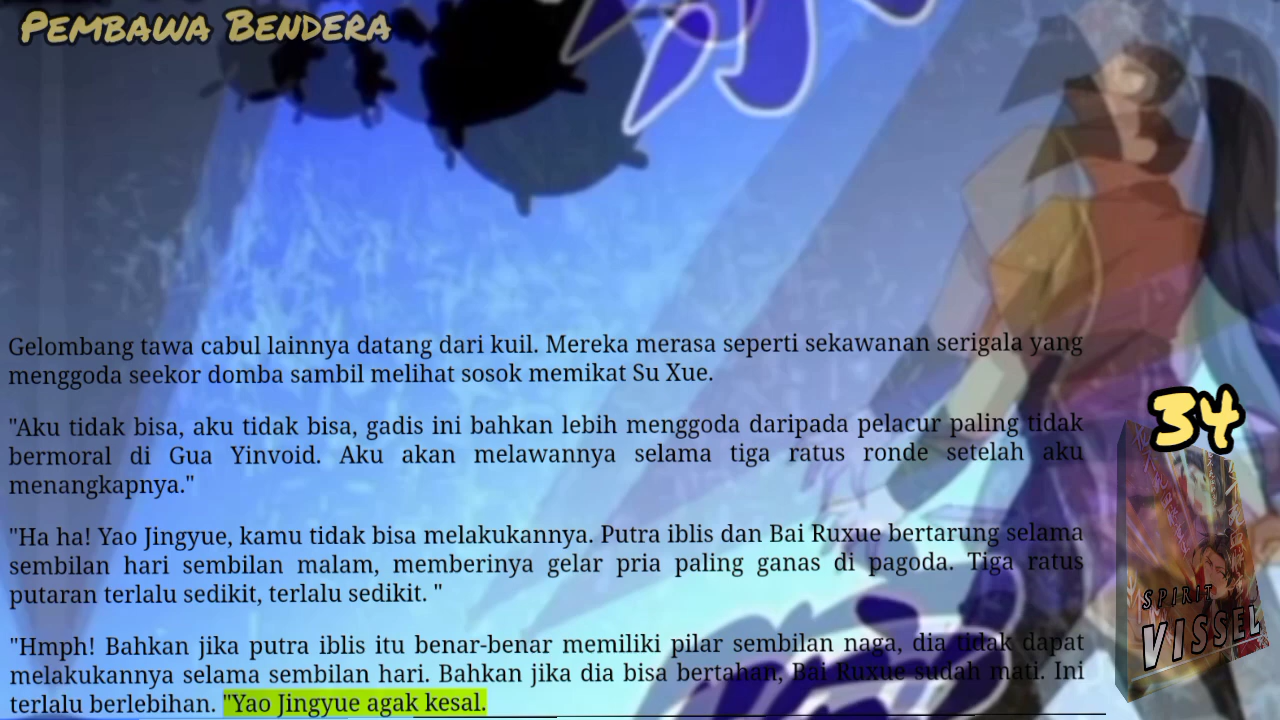 Pembawa Bendera
Gelombang tawa cabul lainnya datang dari kuil. Mereka merasa seperti sekawanan serigala yang
menggoda seekor domba sambil melihat sosok memikat Su Xue.
"Aku tidak bisa, aku tidak bisa, gadis ini bahkan lebih menggoda daripada pelacur paling tidak
bermoral di Gua Yinvoid. Aku akan melawannya selama tiga ratus ronde setelah aku
menangkapnya."
"Ha ha! Yao Jingyue, kamu tidak bisa melakukannya. Putra iblis dan Bai Ruxue bertarung selama
sembilan hari sembilan malam, memberinya gelar pria paling ganas di pagoda. Tiga ratus
putaran terlalu sedikit, terlalu sedikit. "
"Hmph! Bahkan jika putra iblis itu benar-benar memiliki pilar sembilan naga, dia tidak dapat
melakukannya selama sembilan hari. Bahkan jika dia bisa bertahan, Bai Ruxue sudah mati. Ini
terlalu berlebihan. "Yao Jingyue agak kesal.
34
SPIRIT
VISSEL